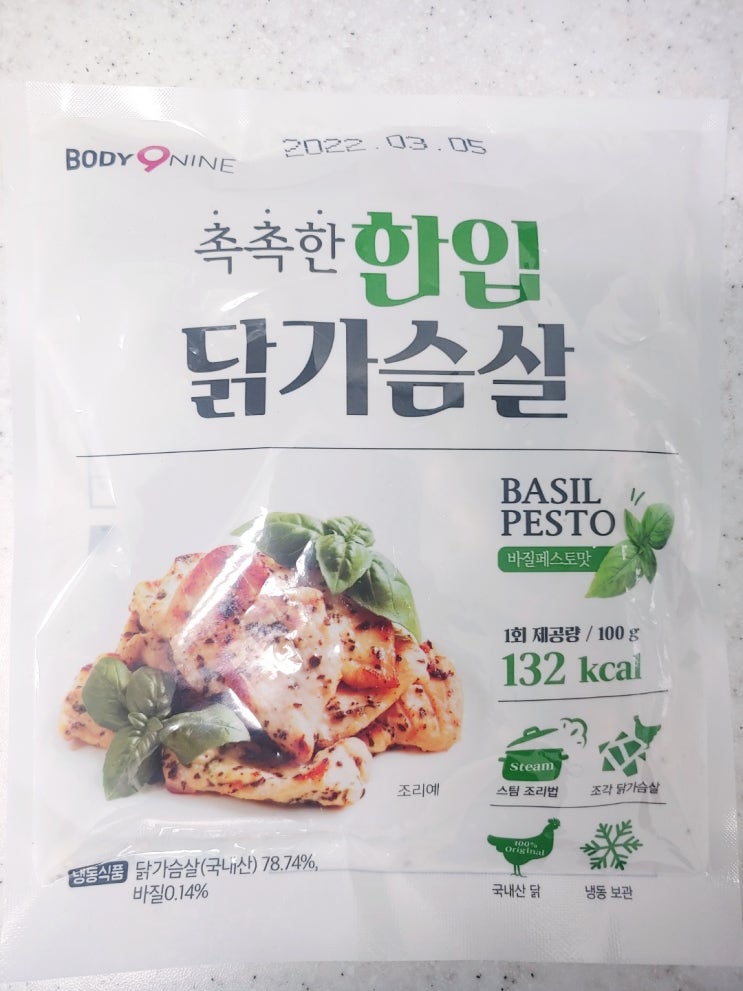 BODY 9 NINE
2022.03.05
촉촉한 한입
닭가슴살
BASIL
PESTO
바질페스토맛
1회 제공량 / 100 g
132 kcal
Steam
스팀 조리법
조각 닭가슴살
조리예
100%
Original
국내산 닭
냉동 보관
냉동식품 닭가슴살(국내산) 78.74%,
바질0.14%